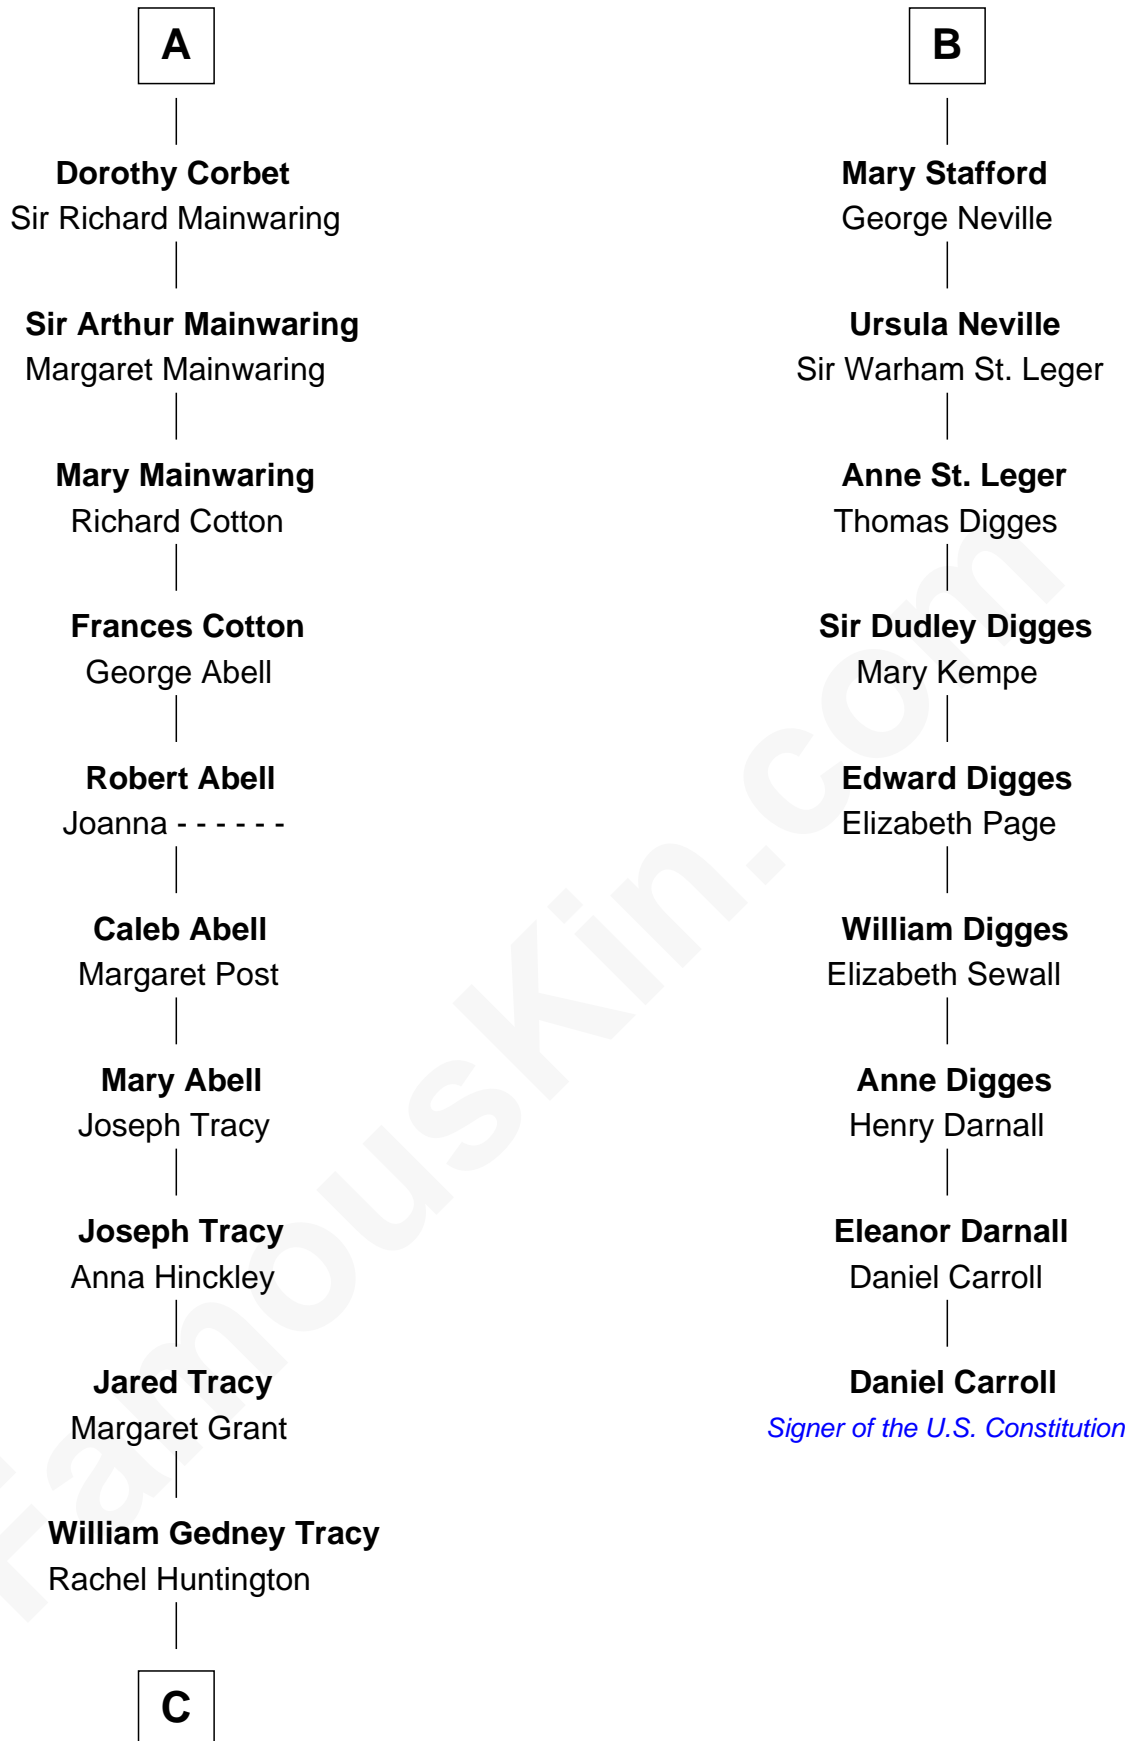 A
Dorothy Corbet
Sir Richard Mainwaring
Sir Arthur Mainwaring
Margaret Mainwaring
Mary Mainwaring
Richard Cotton
Frances Cotton
George Abell
Robert Abell
Joanna - - - - - -
Caleb Abell
Margaret Post
Mary Abell
Joseph Tracy
Joseph Tracy
Anna Hinckley
Jared Tracy
Margaret Grant
William Gedney Tracy
Rachel Huntington
C
B
Mary Stafford
George Neville
Ursula Neville
Sir Warham St. Leger
Anne St. Leger
Thomas Digges
Sir Dudley Digges
Mary Kempe
Edward Digges
Elizabeth Page
William Digges
Elizabeth Sewall
Anne Digges
Henry Darnall
Eleanor Darnall
Daniel Carroll
Daniel Carroll
Signer of the U.S. Constitution
FamousKin.com